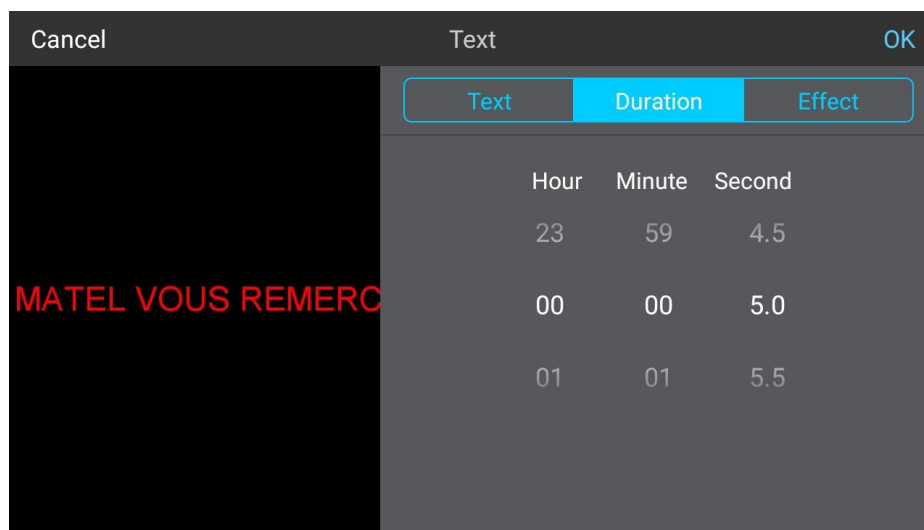 Cancel Text OK
Text Duration Effect
Hour Minute Second
23 59 4.5
MATEL VOUS REMERC
00 00 5.0
01 01 5.5